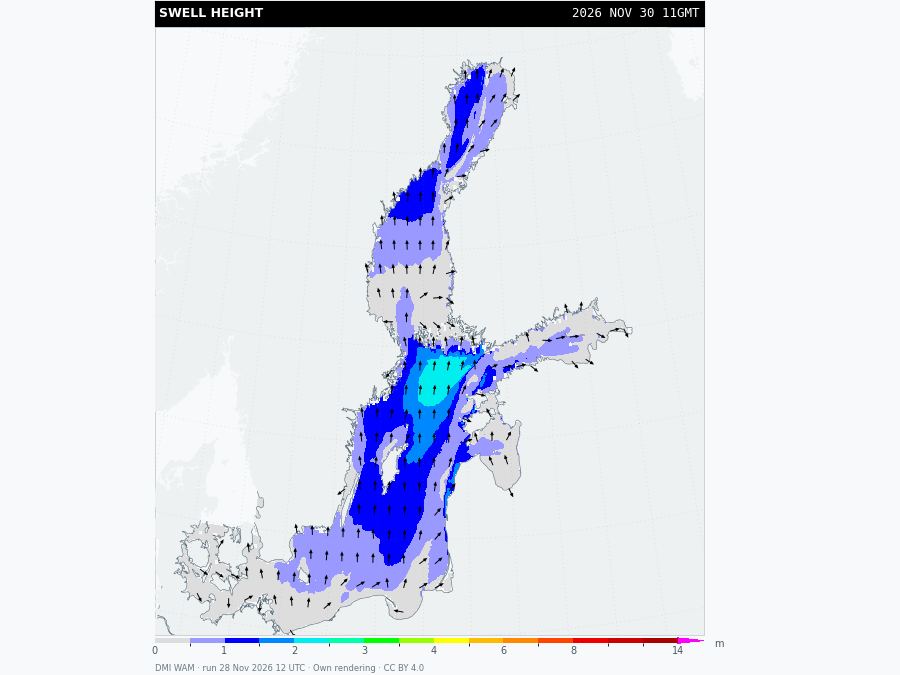 SWELL HEIGHT 2026 NOV 30 11GMT
0 1 2 3 4 6 8 14 m
DMI WAM · run 28 Nov 2026 12 UTC · Own rendering · CC BY 4.0